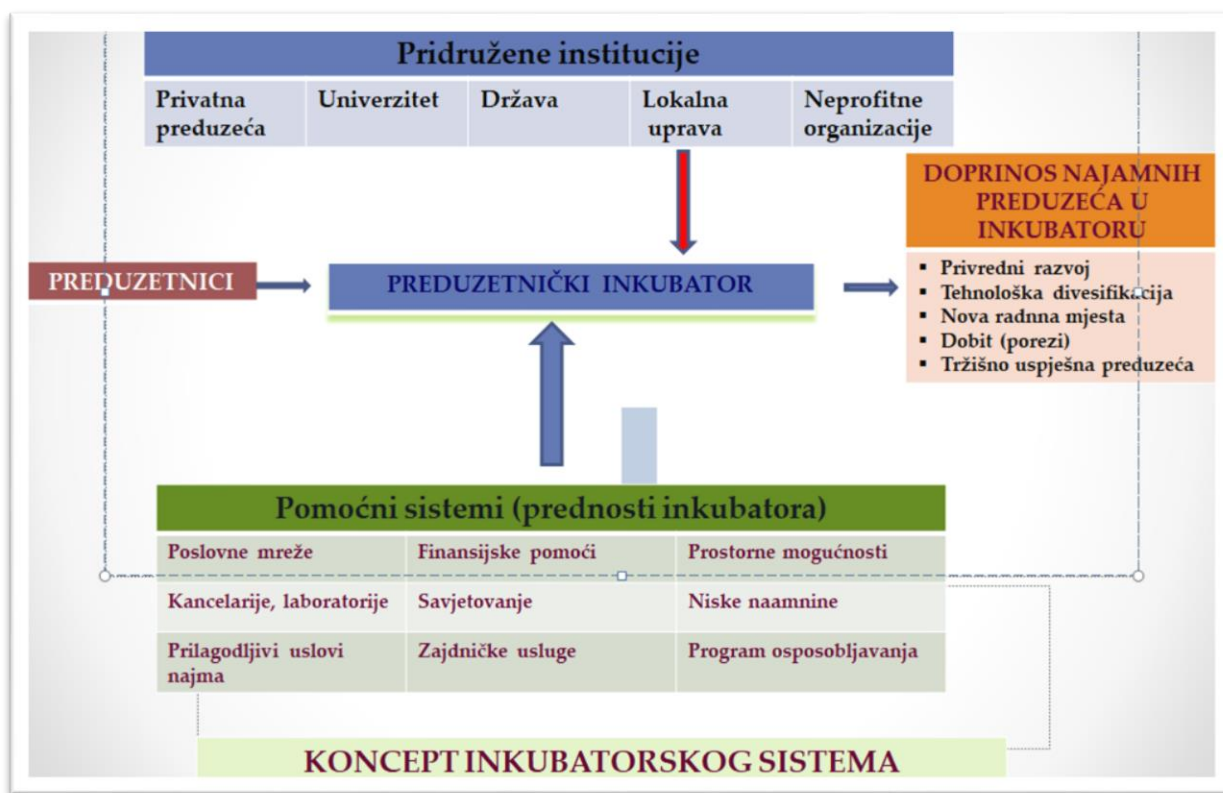 Pridružene institucije
Privatna preduzeća
Univerzitet
Država
Lokalna uprava
Neprofitne organizacije
DOPRINOS NAJAMNIH
PREDUZEĆA U
INKUBATORU
PREDUZETNICI
PREDUZETNIČKI INKUBATOR
▪ Privredni razvoj
▪ Tehnološka divesifikacija
▪ Nova radnna mjesta
▪ Dobit (porezi)
▪ Tržišno uspješna preduzeća
Pomoćni sistemi (prednosti inkubatora)
Poslovne mreže
Finansijske pomoći
Prostorne mogućnosti
Kancelarije, laboratorije
Savjetovanje
Niske naamnine
Prilagodljivi uslovi
najma
Zajdničke usluge
Program osposobljavanja
KONCEPT INKUBATORSKOG SISTEMA